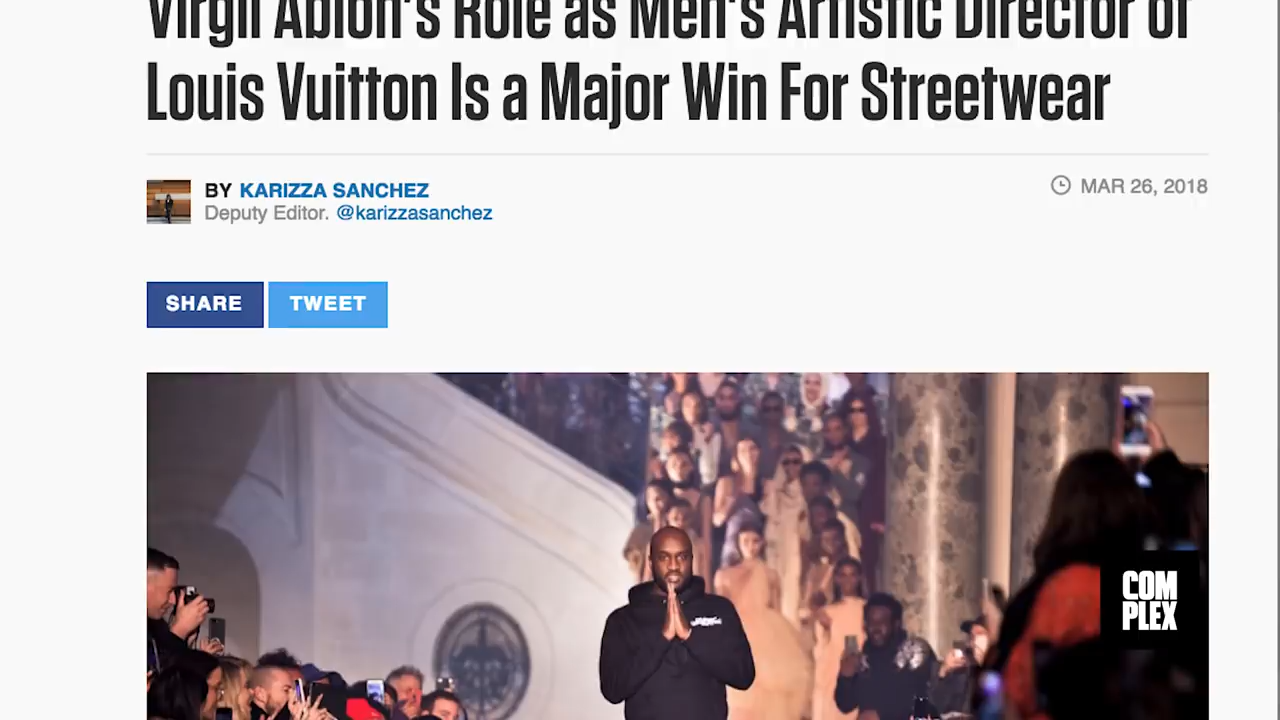 Virgil Abloh's Role as Men's Artistic Director of
Louis Vuitton Is a Major Win For Streetwear
BY KARIZZA SANCHEZ
MAR 26, 2018
Deputy Editor. @karizzasanchez
SHARE TWEET
COM
PLEX